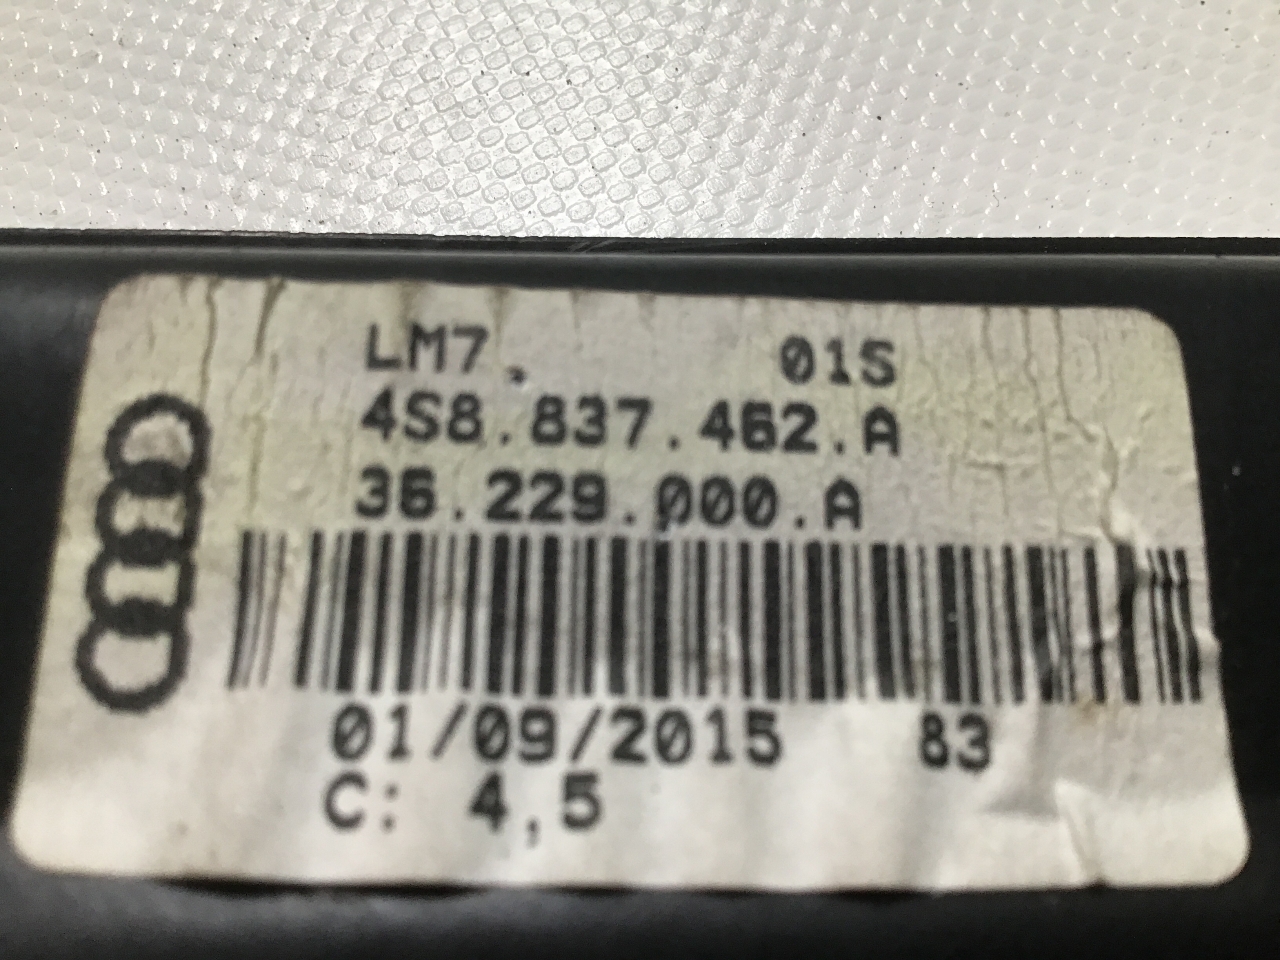 LM7. 01S
4S8.837.462.A
36.229.000.A
01/09/2015 83
C: 4,5